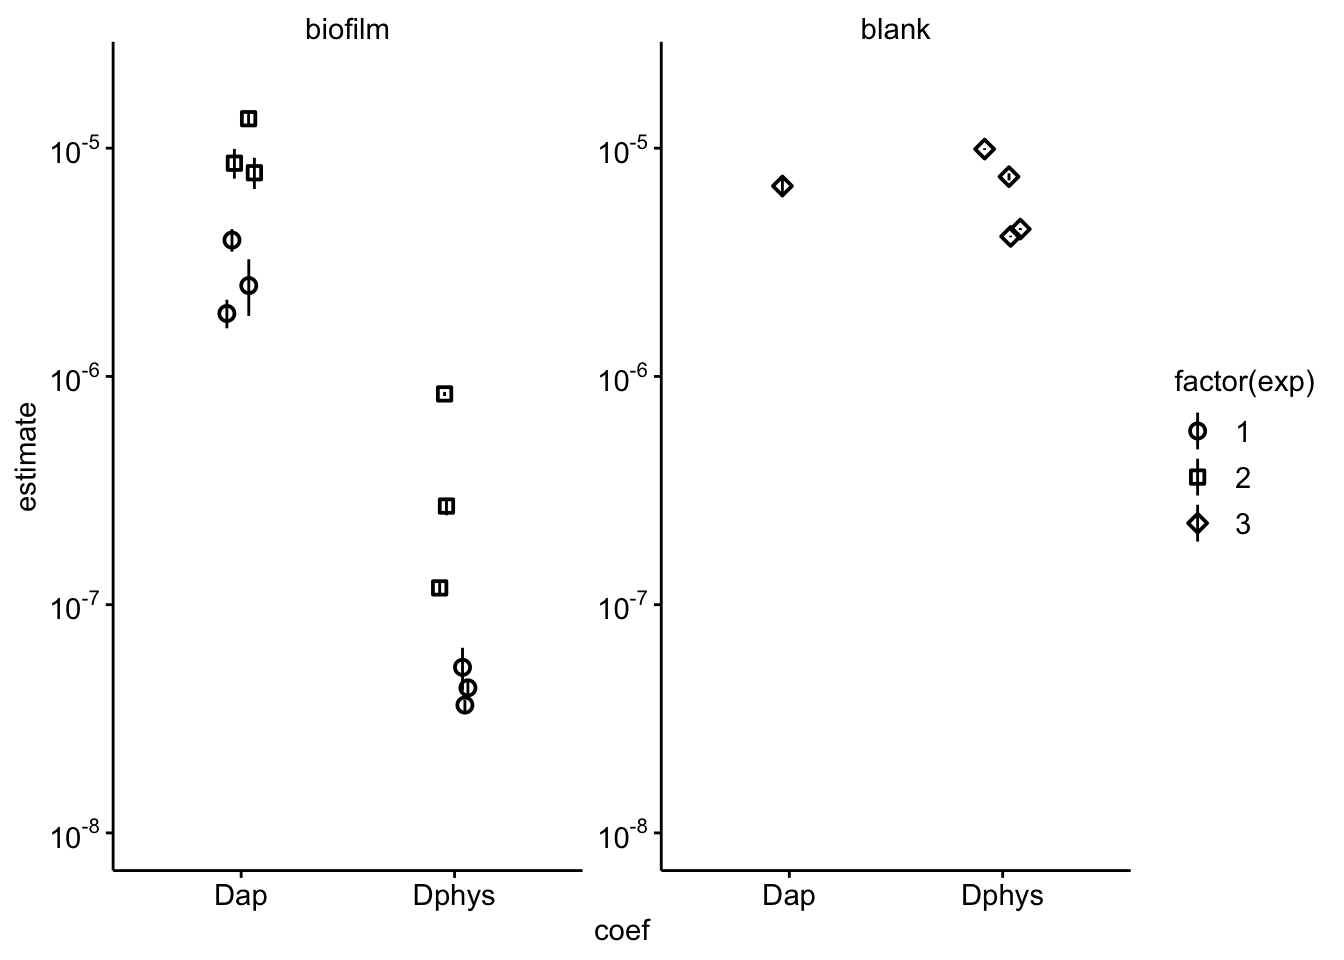 biofilm
blank
estimate
10^-5
10^-6
10^-7
10^-8
10^-5
10^-6
10^-7
10^-8
Dap
Dphys
Dap
Dphys
coef
factor(exp)
1
2
3